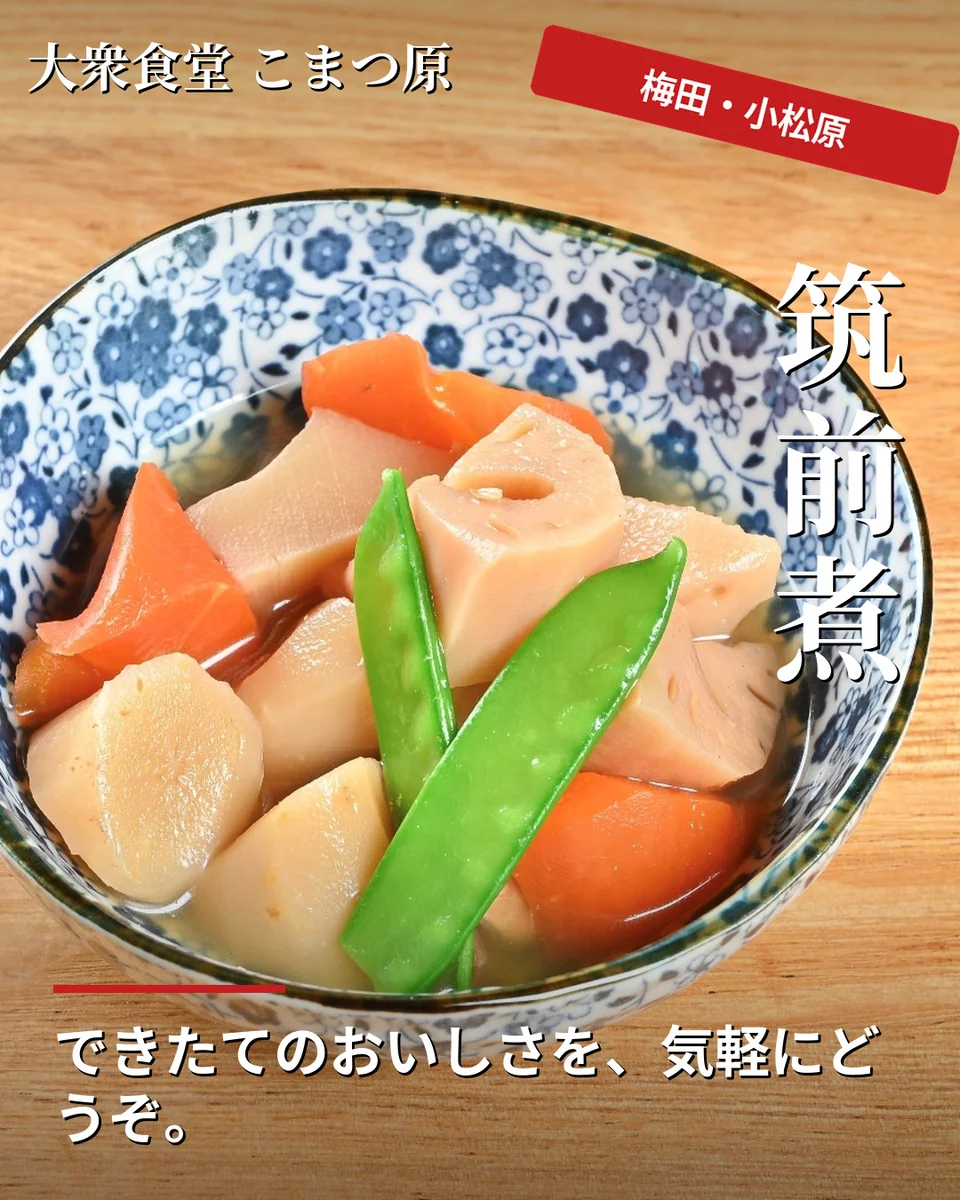 大衆食堂 こまつ原
梅田・小松原
筑前煮
できたてのおいしさを、気軽にど
うぞ。